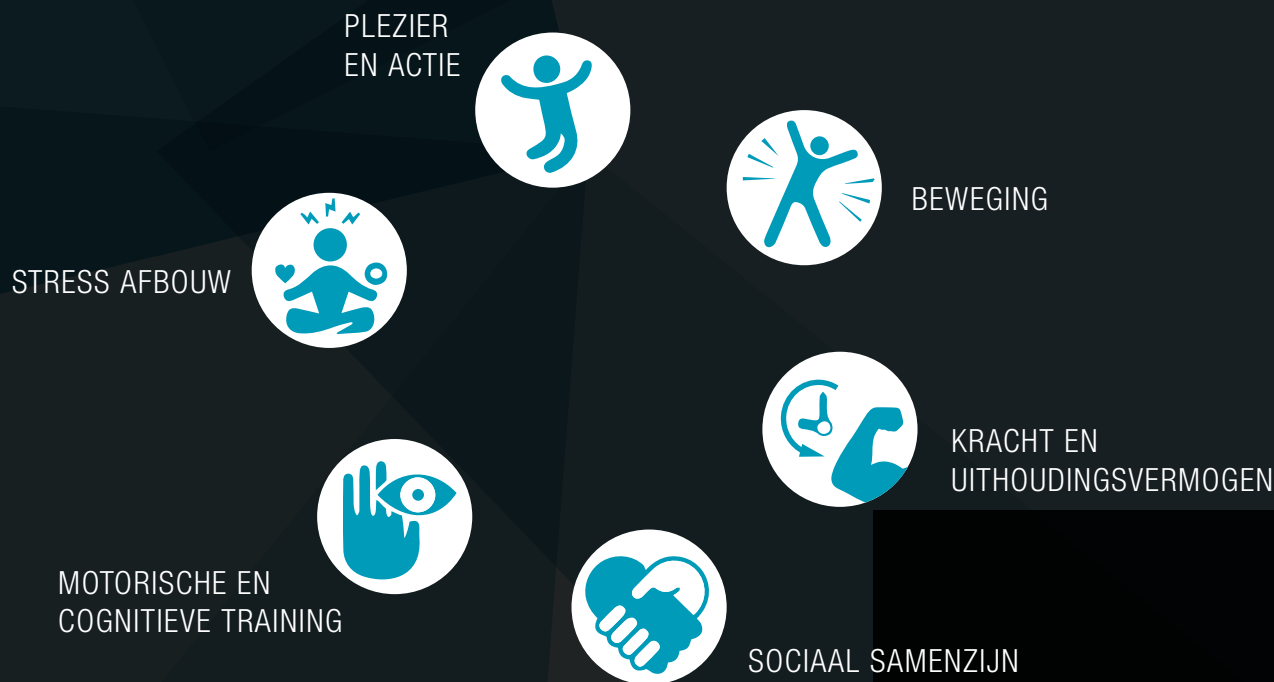 PLEZIER
EN ACTIE
BEWEGING
STRESS AFBOUW
KRACHT EN
UITHOUDINGSVERMOGEN
MOTORISCHE EN
COGNITIEVE TRAINING
SOCIAAL SAMENZIJN